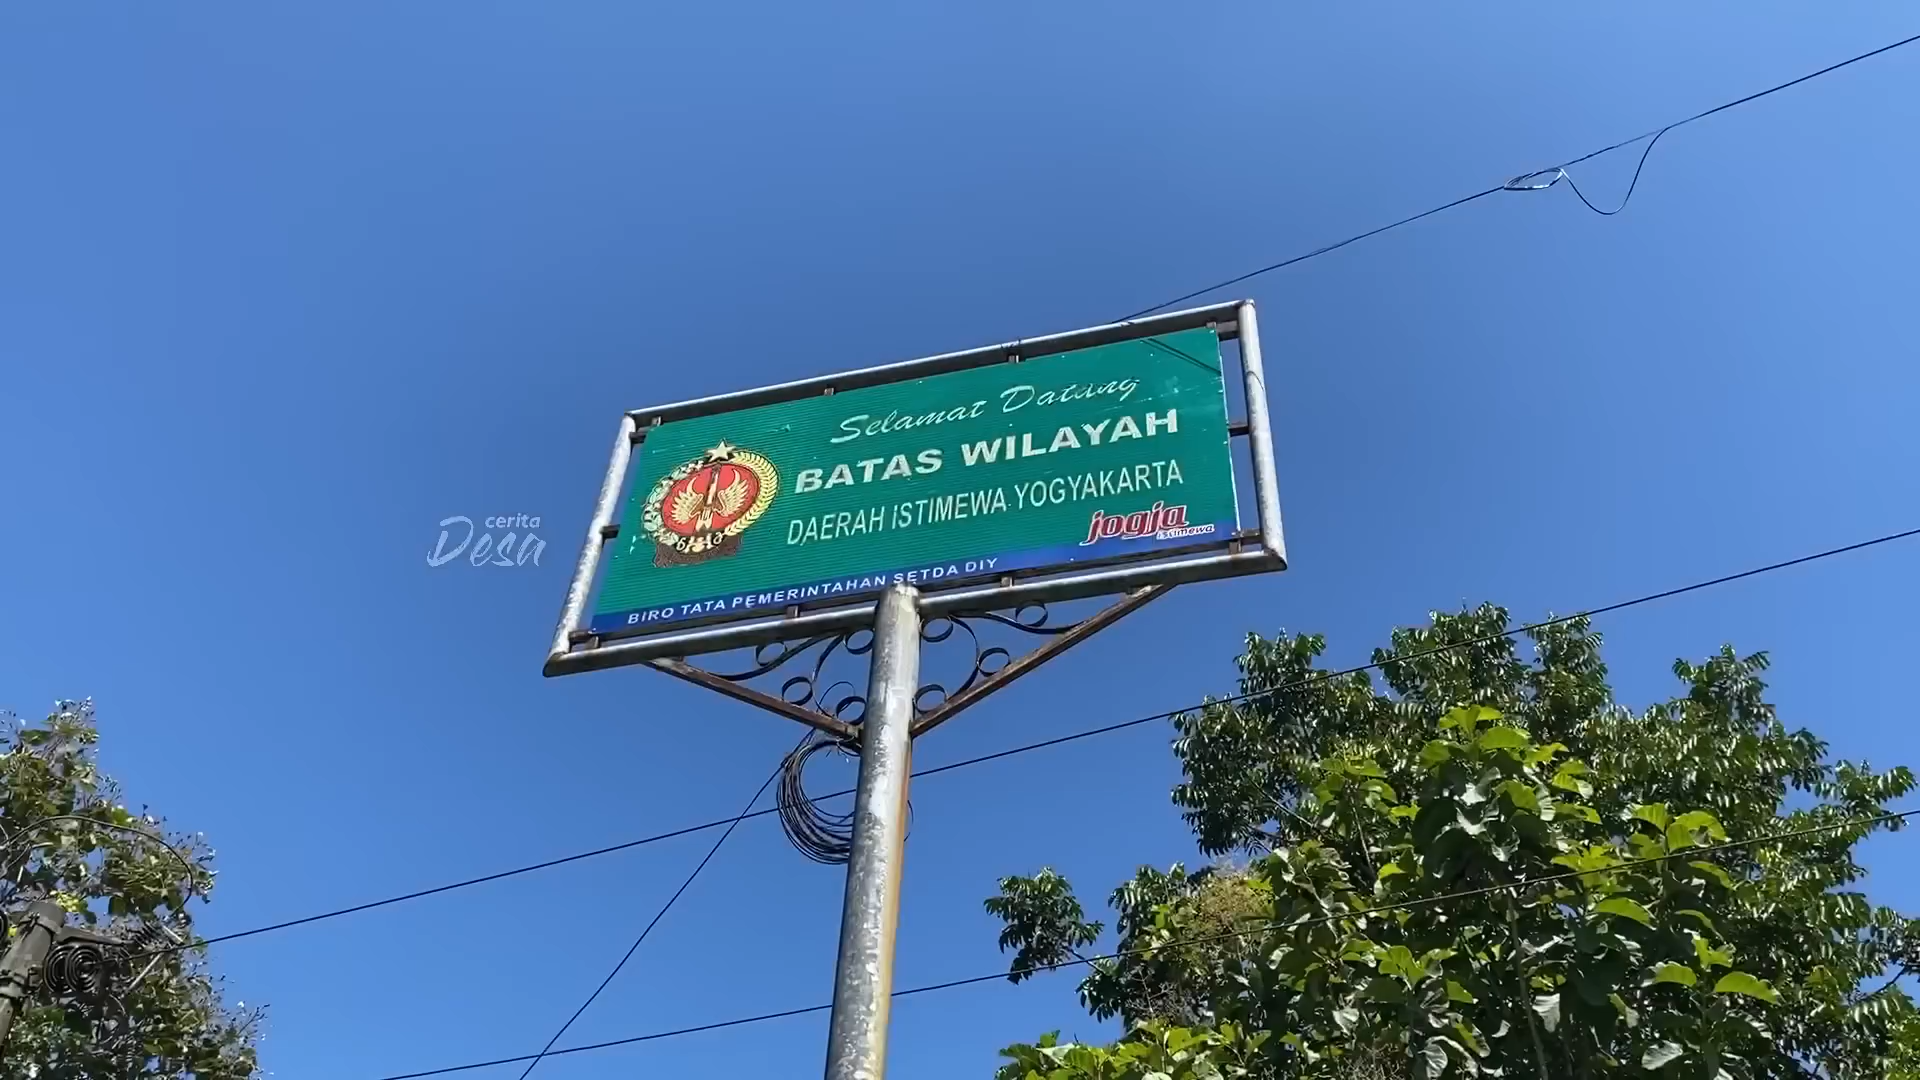 Selamat Datang
BATAS WILAYAH
DAERAH ISTIMEWA YOGYAKARTA
jogja
istimewa
BIRO TATA PEMERINTAHAN SETDA DIY
cerita
Desa